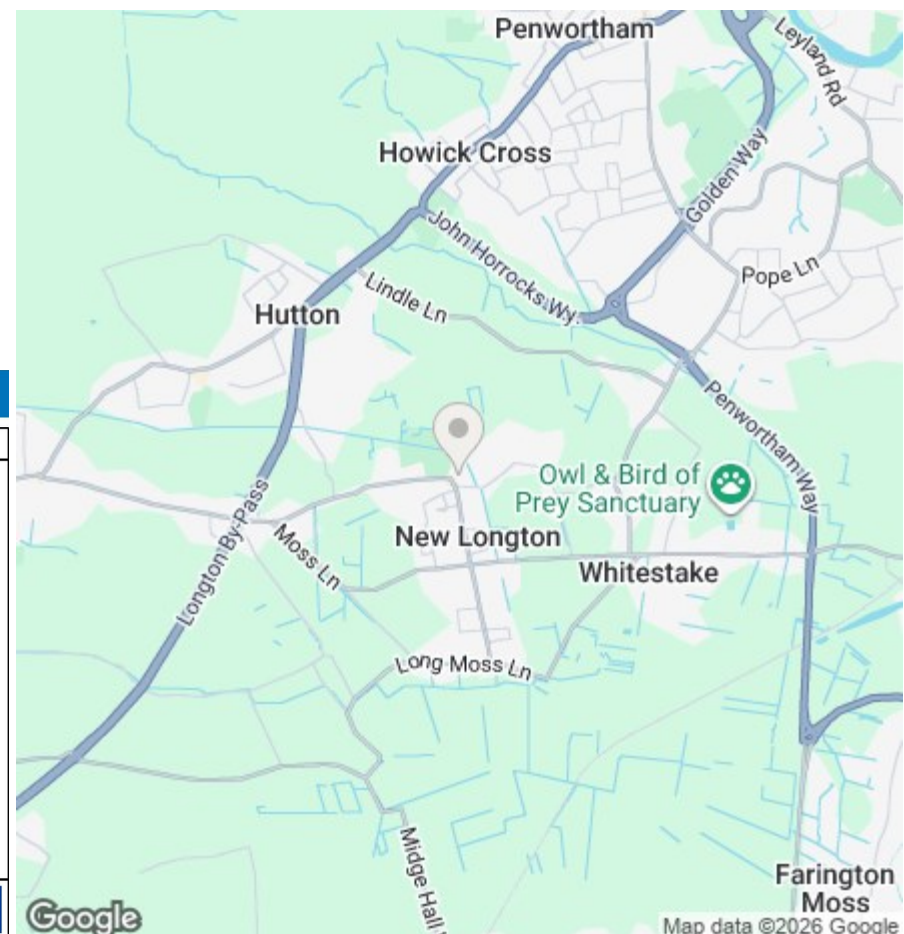 Penwortham
Leyland Rd
Howick Cross
Golden Way
John Horrocks Wy.
Pope Ln
Lindle Ln
Hutton
Penwortham Way
Owl & Bird of
Prey Sanctuary
Longton By-Pass
New Longton
Moss Ln
Whitestake
Long Moss Ln
Midge Hall
Farington
Moss
Google
Map data ©2026 Google